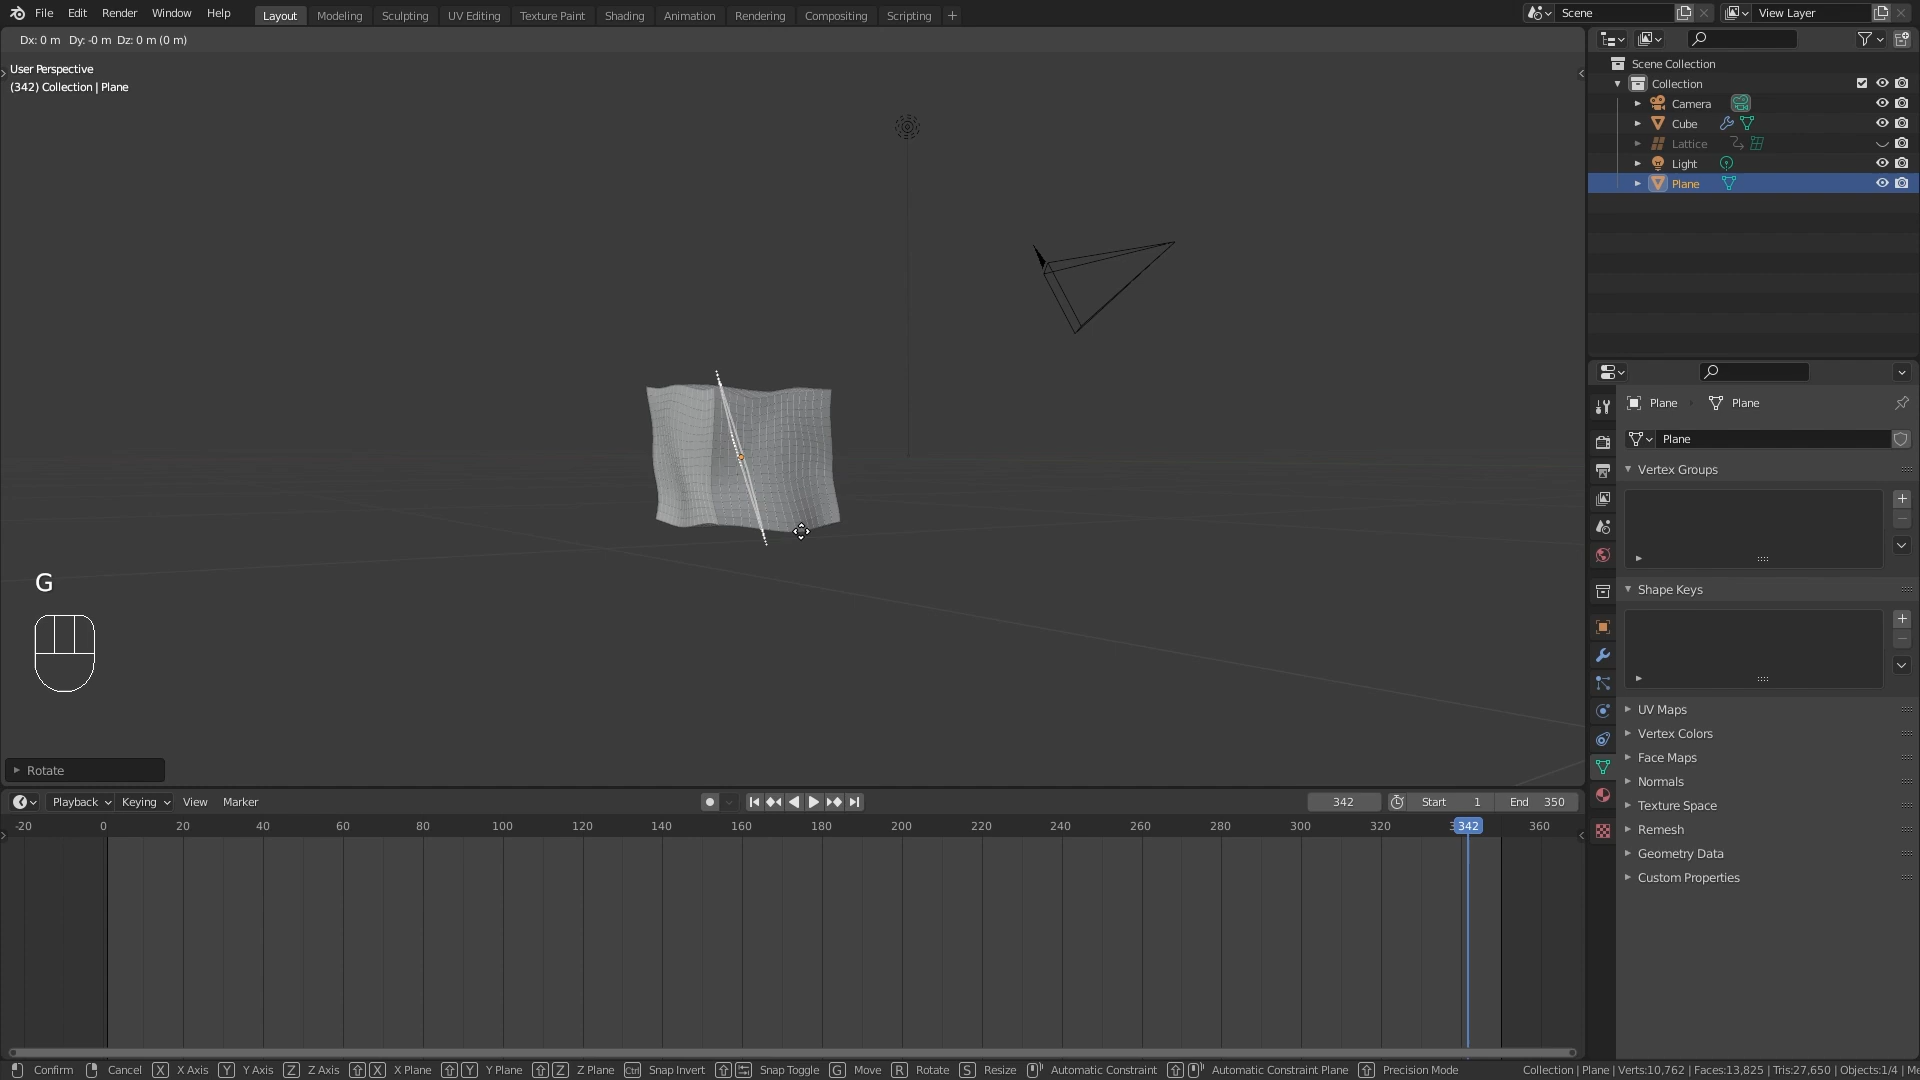 File Edit Render Window Help Layout Modeling Sculpting UV Editing Texture Paint Shading Animation Rendering Compositing Scripting + Scene View Layer
Dx: 0 m Dy: -0 m Dz: 0 m (0 m)
User Perspective
(342) Collection | Plane
Scene Collection
Collection
Camera
Cube
Lattice
Light
Plane
Plane Plane
Plane
Vertex Groups
Shape Keys
UV Maps
Vertex Colors
Face Maps
Normals
Texture Space
Remesh
Geometry Data
Custom Properties
G
Rotate
Playback Keying View Marker 342 Start 1 End 350
-20 0 20 40 60 80 100 120 140 160 180 200 220 240 260 280 300 320 342 360
Confirm Cancel X X Axis Y Y Axis Z Z Axis X X Plane Y Y Plane Z Z Plane Ctrl Snap Invert Snap Toggle G Move R Rotate S Resize Automatic Constraint Automatic Constraint Plane Precision Mode Collection | Plane | Verts:10,762 | Faces:13,825 | Tris:27,650 | Objects:1/4 |